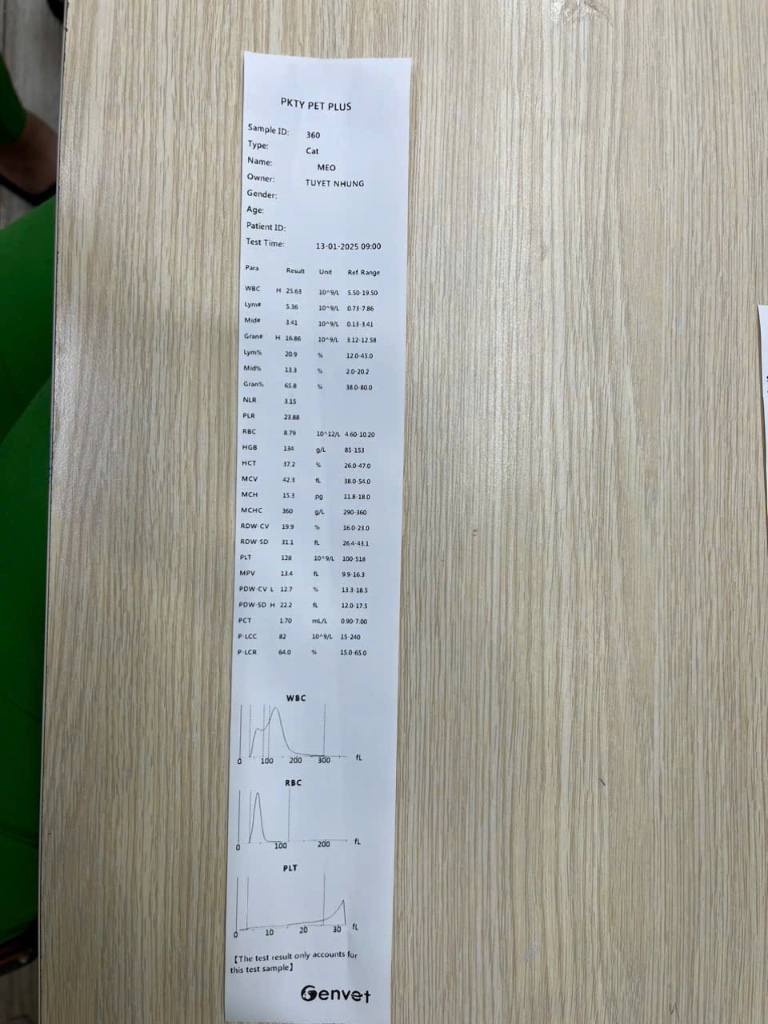 PKTY PET PLUS
Sample ID: 360
Type: Cat
Name: MEO
Owner: TUYET NHUNG
Gender:
Age:
Patient ID:
Test Time: 13-01-2025 09:00
Para Result Unit Ref. Range
WBC H 25.63 10^9/L 5.50-19.50
Lym# 5.36 10^9/L 0.73-7.86
Mid# 3.41 10^9/L 0.13-3.41
Gran# H 16.86 10^9/L 3.12-12.58
Lym% 20.9 % 12.0-45.0
Mid% 13.3 % 2.0-20.2
Gran% 65.8 % 38.0-80.0
NLR 3.15
PLR 23.88
RBC 8.79 10^12/L 4.60-10.20
HGB 134 g/L 85-153
HCT 37.2 % 26.0-47.0
MCV 42.3 fL 38.0-54.0
MCH 15.3 pg 11.8-18.0
MCHC 360 g/L 290-360
RDW-CV 19.9 % 16.0-23.0
RDW-SD 31.1 fL 26.4-43.1
PLT 128 10^9/L 100-518
MPV 13.4 fL 9.9-16.3
PDW-CV L 12.7 % 13.3-18.5
PDW-SD H 22.2 fL 12.0-17.5
PCT 1.70 mL/L 0.90-7.00
P-LCC 82 10^9/L 15-240
P-LCR 64.0 % 15.0-65.0
WBC
0 100 200 300 fL
RBC
0 100 200 fL
PLT
0 10 20 30 fL
【The test result only accounts for
this test sample】
Genvet